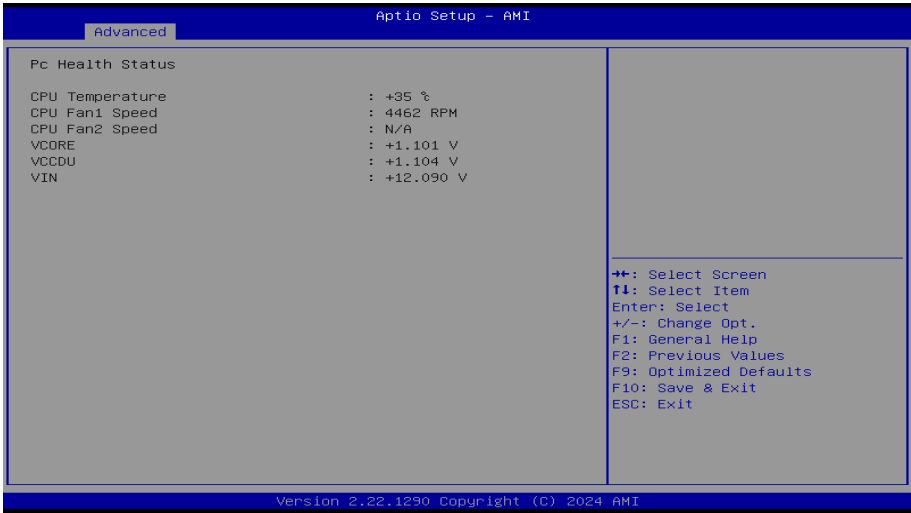 Aptio Setup – AMI
Advanced
Pc Health Status
CPU Temperature : +35 ℃
CPU Fan1 Speed : 4462 RPM
CPU Fan2 Speed : N/A
VCORE : +1.101 V
VCCDU : +1.104 V
VIN : +12.090 V
→←: Select Screen
↑↓: Select Item
Enter: Select
+/-: Change Opt.
F1: General Help
F2: Previous Values
F9: Optimized Defaults
F10: Save & Exit
ESC: Exit
Version 2.22.1290 Copyright (C) 2024 AMI